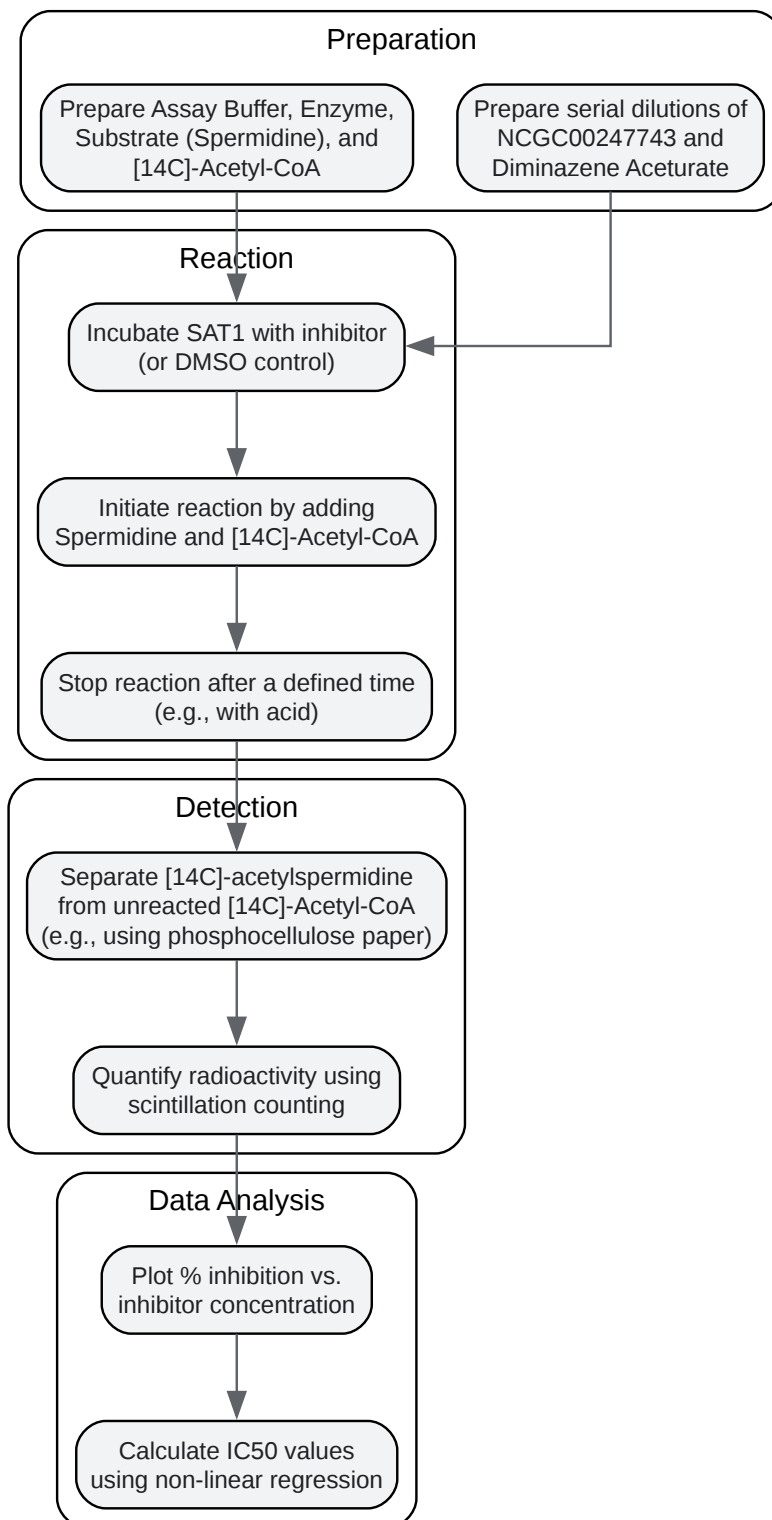 Preparation
Prepare Assay Buffer, Enzyme,
Substrate (Spermidine), and
[14C]-Acetyl-CoA
Prepare serial dilutions of
NCGC00247743 and
Diminazene Aceturate
Reaction
Incubate SAT1 with inhibitor
(or DMSO control)
Initiate reaction by adding
Spermidine and [14C]-Acetyl-CoA
Stop reaction after a defined time
(e.g., with acid)
Detection
Separate [14C]-acetylspermidine
from unreacted [14C]-Acetyl-CoA
(e.g., using phosphocellulose paper)
Quantify radioactivity using
scintillation counting
Data Analysis
Plot % inhibition vs.
inhibitor concentration
Calculate IC50 values
using non-linear regression